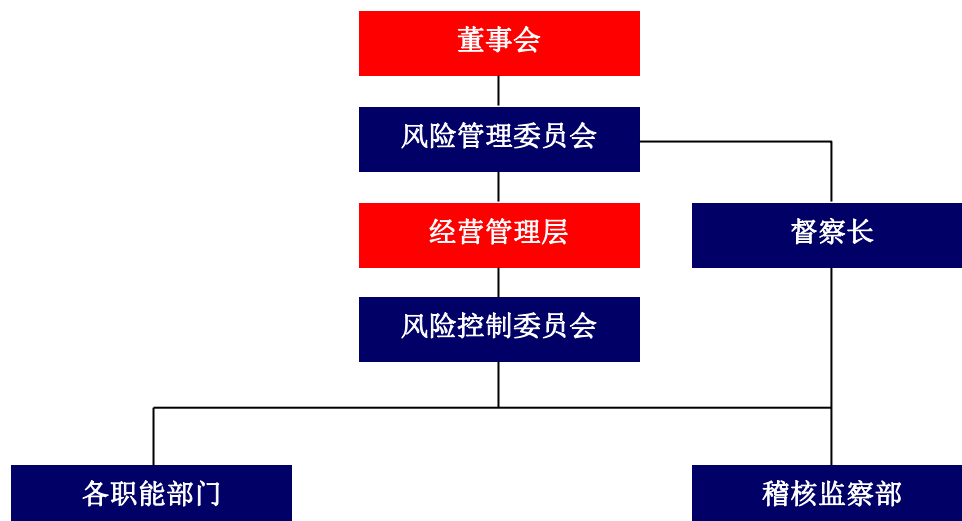 董事会
风险管理委员会
经营管理层
督察长
风险控制委员会
各职能部门
稽核监察部